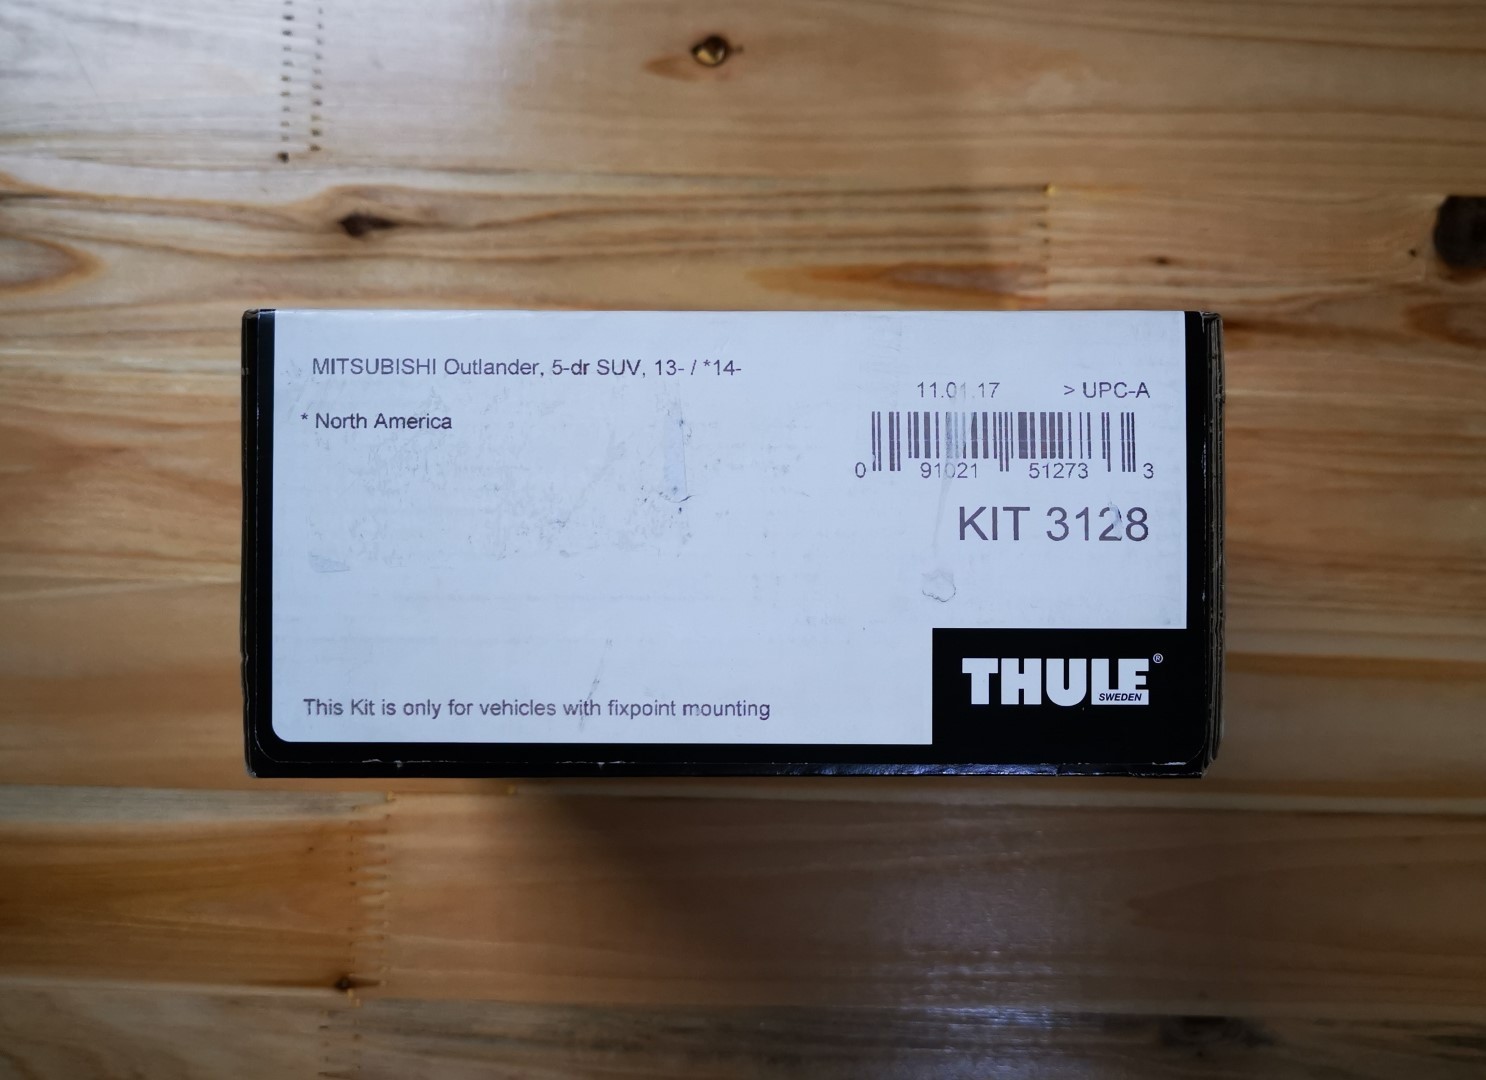 MITSUBISHI Outlander, 5-dr SUV, 13- / *14-
* North America
11.01.17 > UPC-A
0 91021 51273 3
KIT 3128
THULE®
SWEDEN
This Kit is only for vehicles with fixpoint mounting